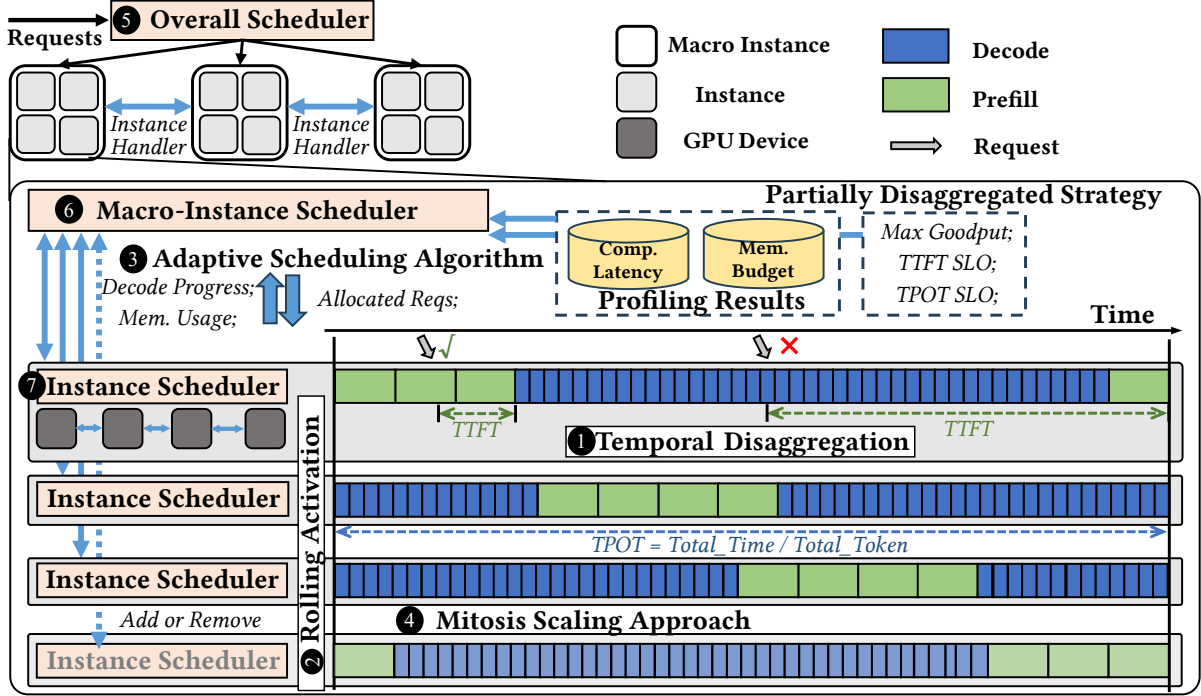 Requests
5 Overall Scheduler
Instance
Handler
Instance
Handler
Macro Instance
Instance
GPU Device
Decode
Prefill
Request
6 Macro-Instance Scheduler
Partially Disaggregated Strategy
Comp.
Latency
Mem.
Budget
Profiling Results
Max Goodput;
TTFT SLO;
TPOT SLO;
3 Adaptive Scheduling Algorithm
Decode Progress;
Mem. Usage;
Allocated Reqs;
Time
√
7 Instance Scheduler
TTFT
TTFT
1 Temporal Disaggregation
2 Rolling Activation
Instance Scheduler
TPOT = Total_Time / Total_Token
Instance Scheduler
Add or Remove
4 Mitosis Scaling Approach
Instance Scheduler